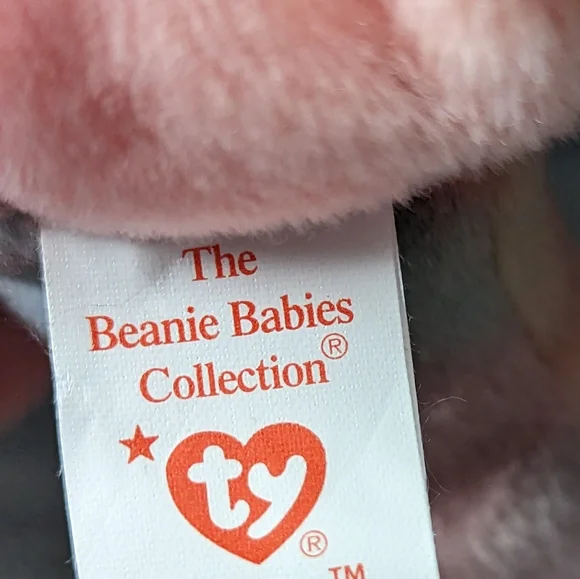 The
Beanie Babies
Collection®
ty®
™